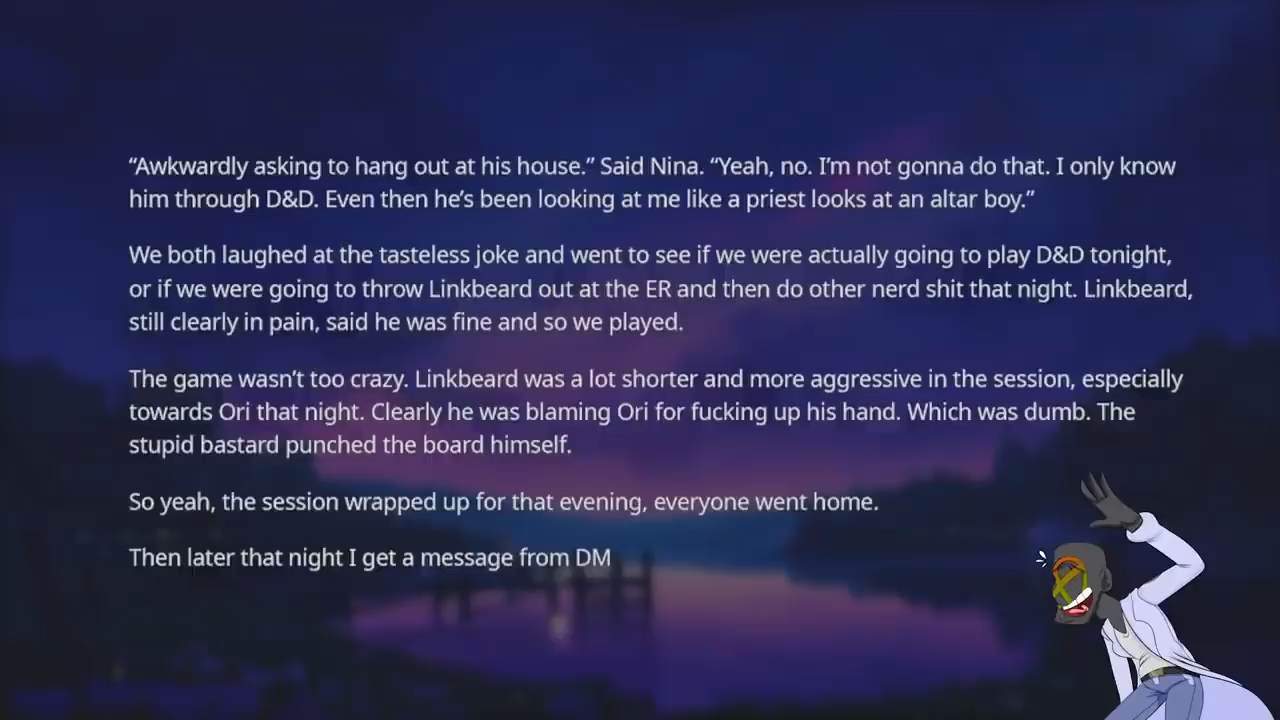 “Awkwardly asking to hang out at his house.” Said Nina. “Yeah, no. I’m not gonna do that. I only know
him through D&D. Even then he’s been looking at me like a priest looks at an altar boy.”
We both laughed at the tasteless joke and went to see if we were actually going to play D&D tonight,
or if we were going to throw Linkbeard out at the ER and then do other nerd shit that night. Linkbeard,
still clearly in pain, said he was fine and so we played.
The game wasn’t too crazy. Linkbeard was a lot shorter and more aggressive in the session, especially
towards Ori that night. Clearly he was blaming Ori for fucking up his hand. Which was dumb. The
stupid bastard punched the board himself.
So yeah, the session wrapped up for that evening, everyone went home.
Then later that night I get a message from DM